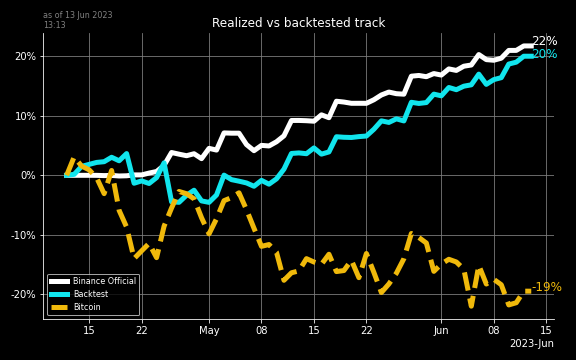 as of 13 Jun 2023
13:13
Realized vs backtested track
22%
20%
20%
10%
0%
-10%
-20%
-19%
Binance Official
Backtest
Bitcoin
15
22
May
08
15
22
Jun
08
15
2023-Jun